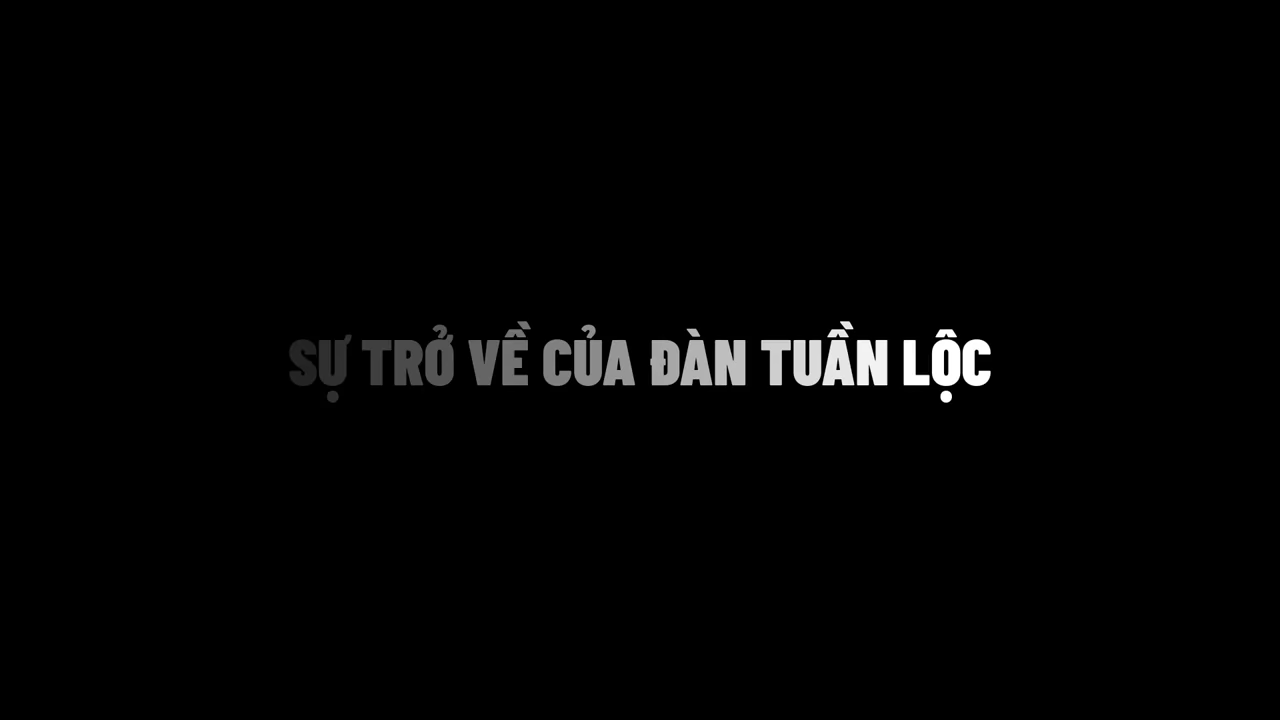 SỰ TRỞ VỀ CỦA ĐÀN TUẦN LỘC